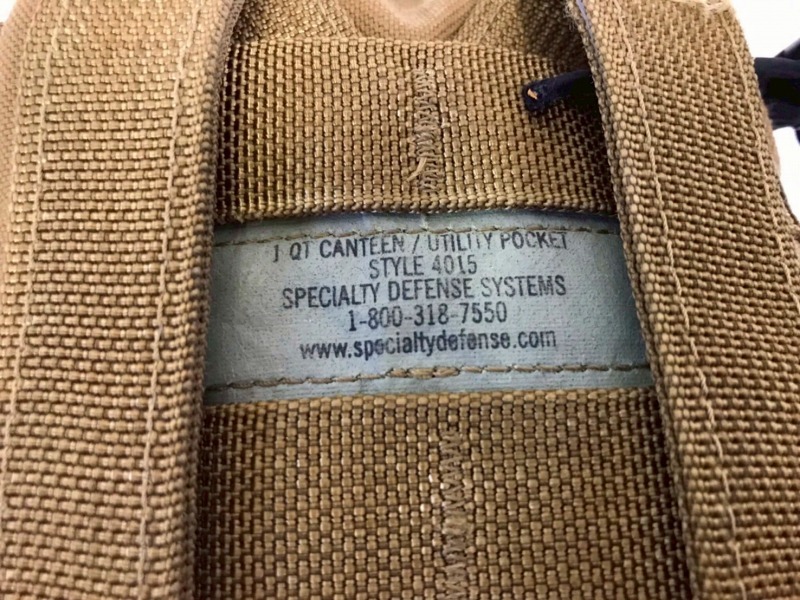 1 QT CANTEEN / UTILITY POCKET
STYLE 4015
SPECIALTY DEFENSE SYSTEMS
1-800-318-7550
www.specialtydefense.com